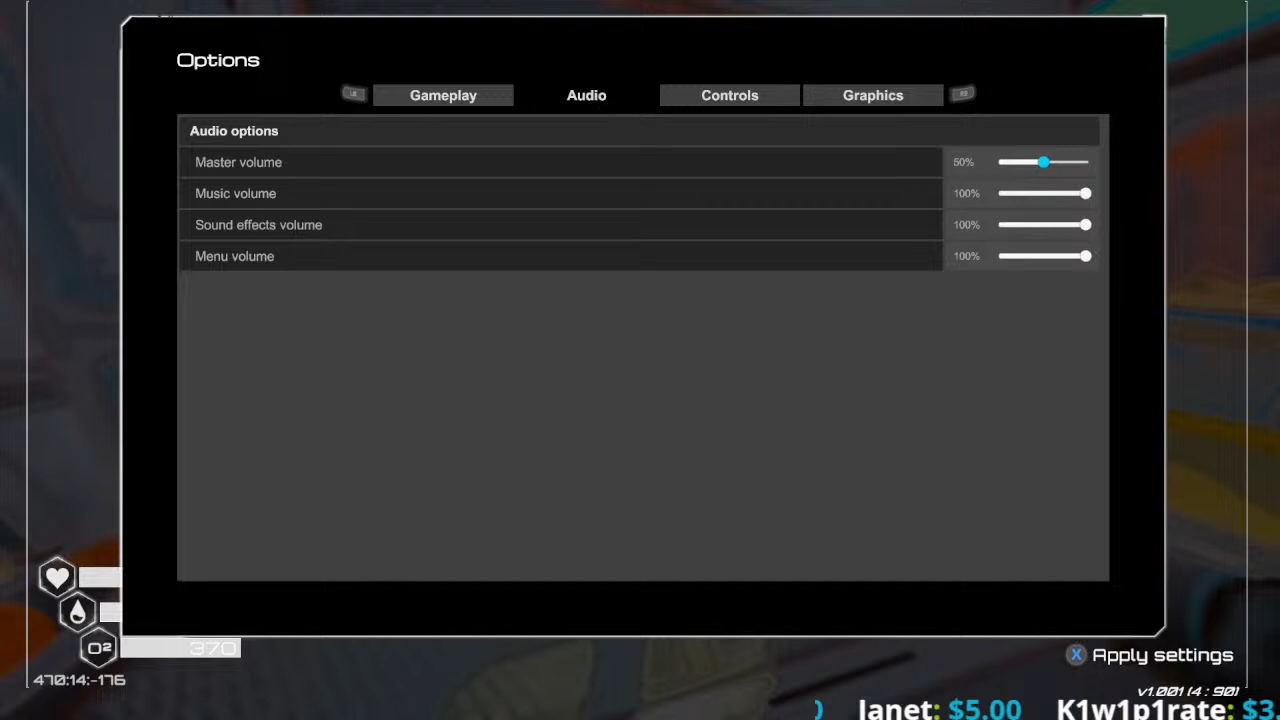 Options
Gameplay Audio Controls Graphics
Audio options
Master volume 50%
Music volume 100%
Sound effects volume 100%
Menu volume 100%
O2 370
470:14:-176
X Apply settings
v1.001 (4 : 90)
Janet: $5.00 K1w1p1rate: $3